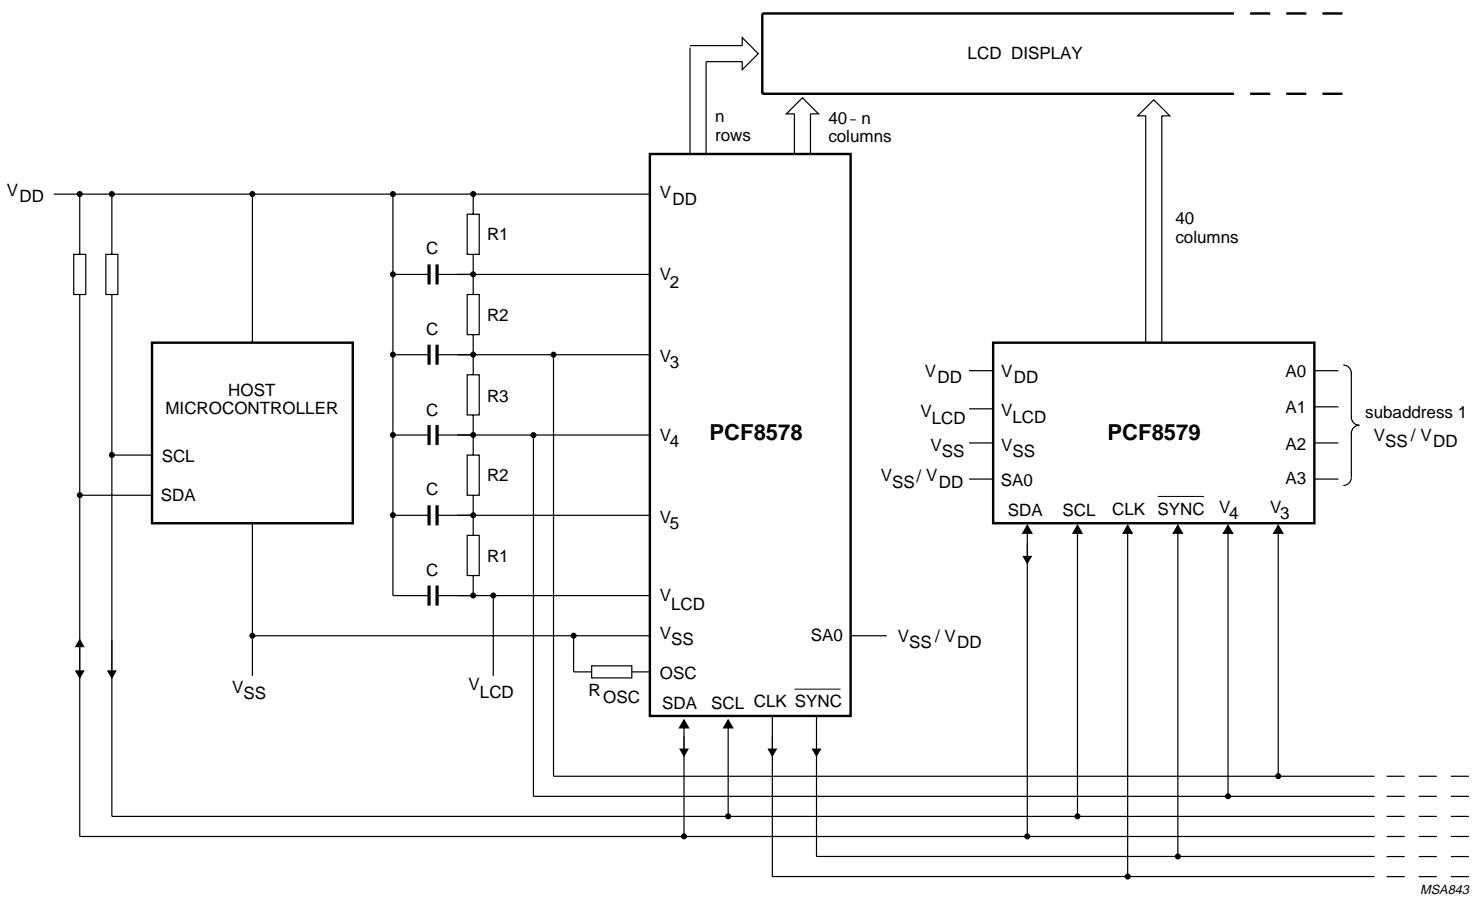 LCD DISPLAY
n
rows
40 – n
columns
40
columns
VDD
HOST
MICROCONTROLLER
SCL
SDA
VSS
C
C
C
C
C
R1
R2
R3
R2
R1
VLCD
ROSC
PCF8578
VDD
V2
V3
V4
V5
VLCD
VSS
OSC
SDA
SCL
CLK
SYNC
SA0
VSS / VDD
PCF8579
VDD
VLCD
VSS
VSS / VDD
VDD
VLCD
VSS
SA0
A0
A1
A2
A3
SDA
SCL
CLK
SYNC
V4
V3
subaddress 1
VSS / VDD
MSA843